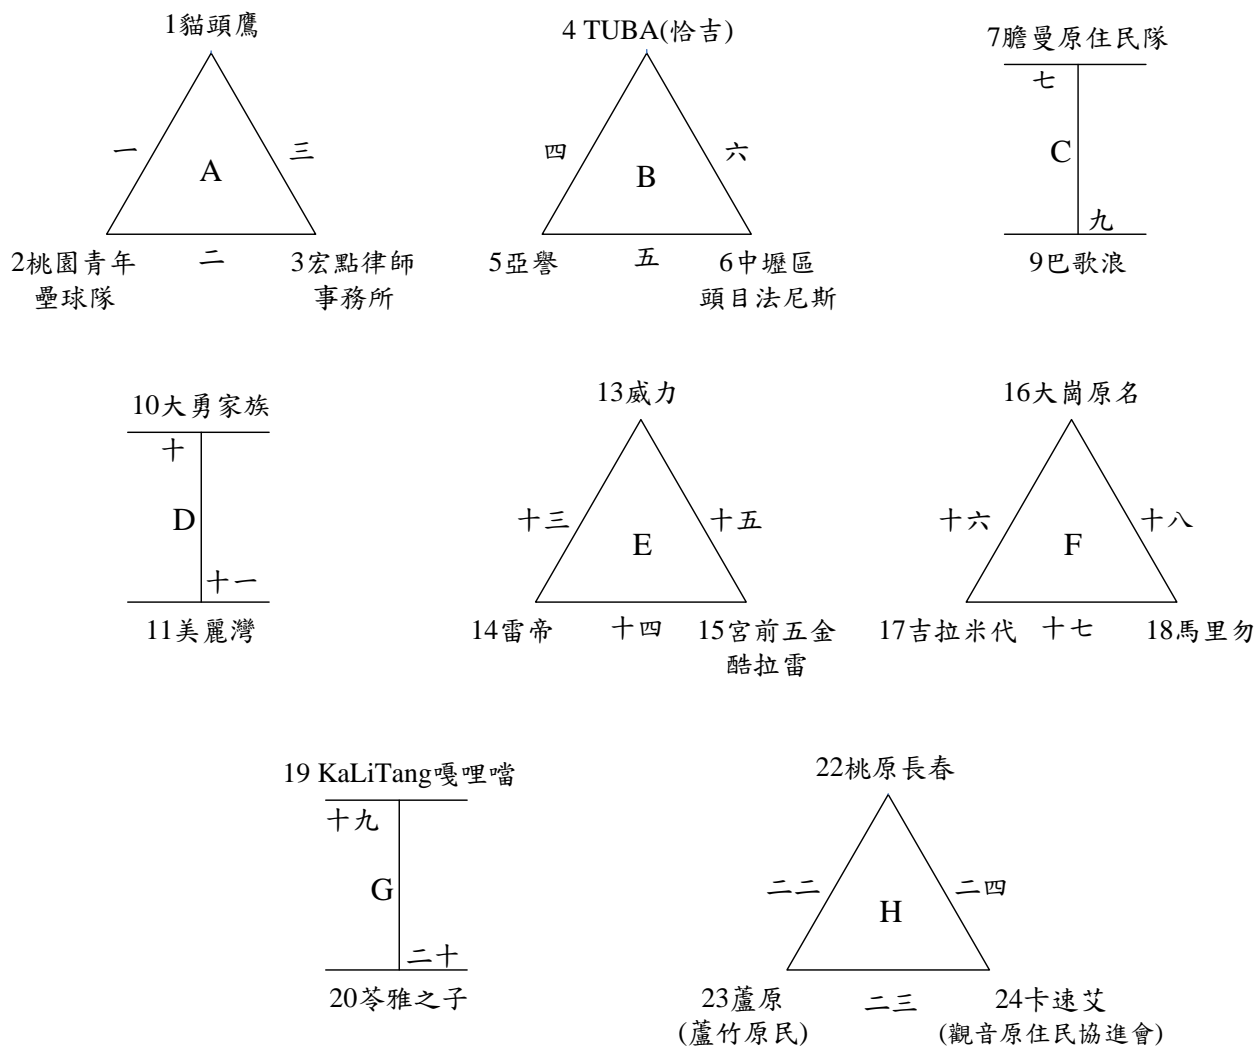 1貓頭鷹
一
三
A
2桃園青年
壘球隊
二
3宏點律師
事務所
4 TUBA(恰吉)
四
六
B
5亞譽
五
6中壢區
頭目法尼斯
7膽曼原住民隊
七
C
九
9巴歌浪
10大勇家族
十
D
十一
11美麗灣
13威力
十三
十五
E
14雷帝
十四
15宮前五金
酷拉雷
16大崗原名
十六
十八
F
17吉拉米代
十七
18馬里勿
19 KaLiTang嘎哩噹
十九
G
二十
20苓雅之子
22桃原長春
二二
二四
H
23蘆原
(蘆竹原民)
二三
24卡速艾
(觀音原住民協進會)